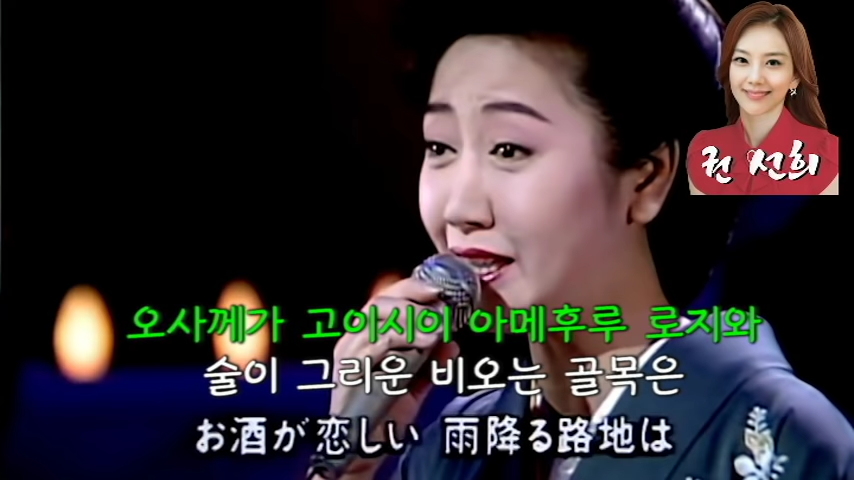 권 선희
오사께가 고이시이 아메후루 로지와
술이 그리운 비오는 골목은
お酒が恋しい 雨降る路地は